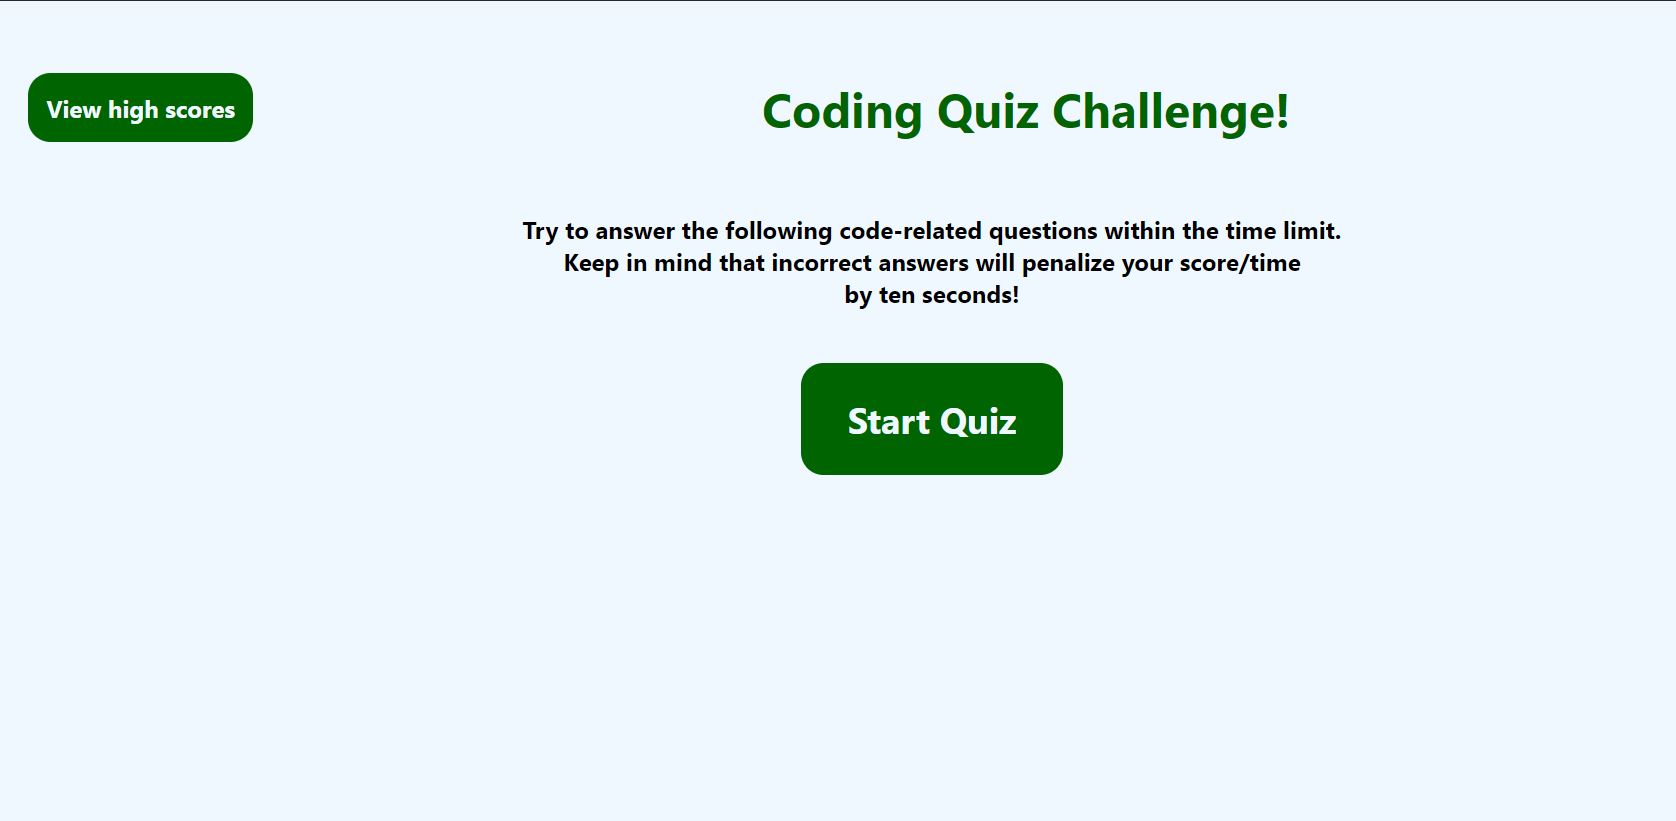 View high scores
Coding Quiz Challenge!
Try to answer the following code-related questions within the time limit.
Keep in mind that incorrect answers will penalize your score/time
by ten seconds!
Start Quiz